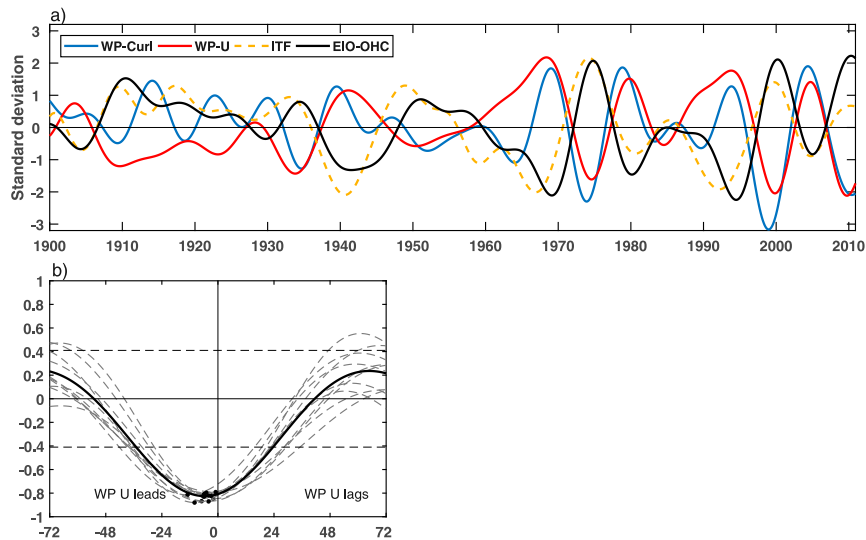 a)
WP-Curl WP-U ITF EIO-OHC
Standard deviation
3
2
1
0
-1
-2
-3
1900 1910 1920 1930 1940 1950 1960 1970 1980 1990 2000 2010
b)
1
0.8
0.6
0.4
0.2
0
-0.2
-0.4
-0.6
-0.8
-1
WP U leads WP U lags
-72 -48 -24 0 24 48 72